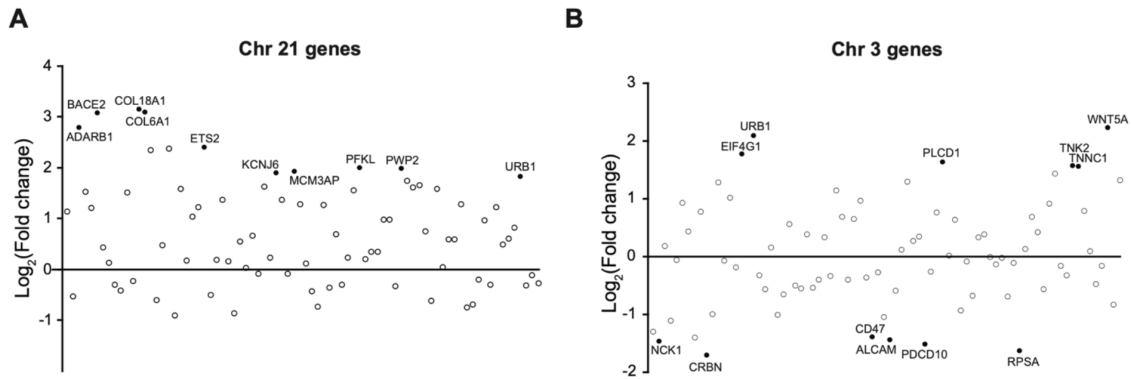 A
Chr 21 genes
Log2(Fold change)
4
3
2
1
0
-1
BACE2
ADARB1
COL18A1
COL6A1
ETS2
KCNJ6
MCM3AP
PFKL
PWP2
URB1
B
Chr 3 genes
Log2(Fold change)
3
2
1
0
-1
-2
NCK1
CRBN
EIF4G1
URB1
CD47
ALCAM
PDCD10
PLCD1
RPSA
TNK2
TNNC1
WNT5A